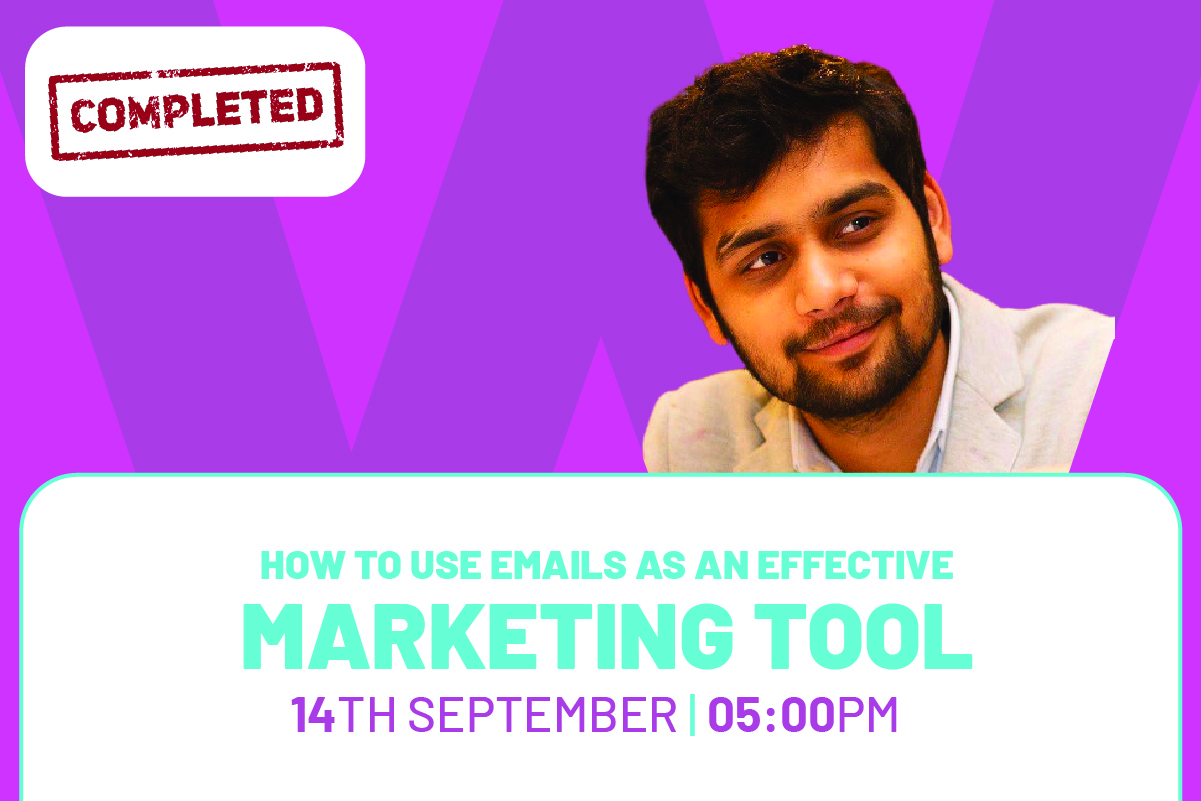 COMPLETED
HOW TO USE EMAILS AS AN EFFECTIVE
MARKETING TOOL
14TH SEPTEMBER | 05:00PM